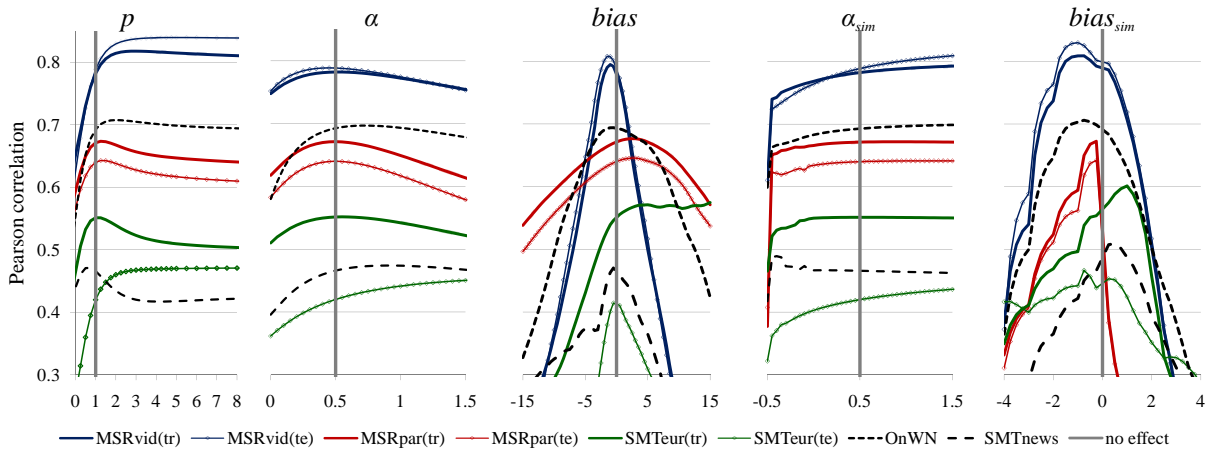 p α bias α_sim bias_sim
Pearson correlation
0.8
0.7
0.6
0.5
0.4
0.3
0 1 2 3 4 5 6 7 8 0 0.5 1 1.5 -15 -5 5 15 -0.5 0.5 1.5 -4 -2 0 2 4
MSRvid(tr) MSRvid(te) MSRpar(tr) MSRpar(te) SMTeur(tr) SMTeur(te) OnWN SMTnews no effect